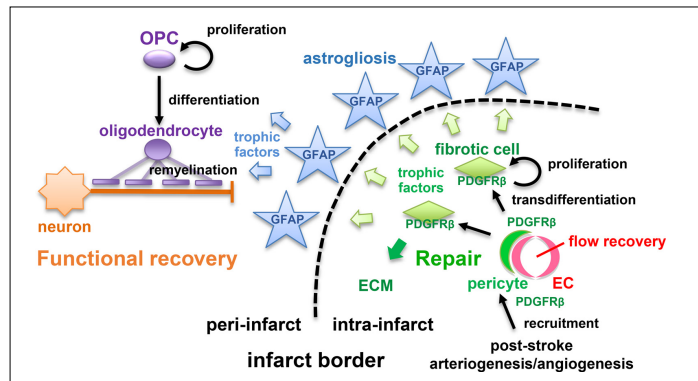 OPC
proliferation
differentiation
oligodendrocyte
remyelination
neuron
Functional recovery
astrogliosis
GFAP
GFAP
GFAP
GFAP
GFAP
trophic
factors
fibrotic cell
trophic
factors
PDGFRβ
proliferation
transdifferentiation
PDGFRβ
PDGFRβ
flow recovery
Repair
EC
pericyte
PDGFRβ
ECM
recruitment
peri-infarct
intra-infarct
infarct border
post-stroke
arteriogenesis/angiogenesis